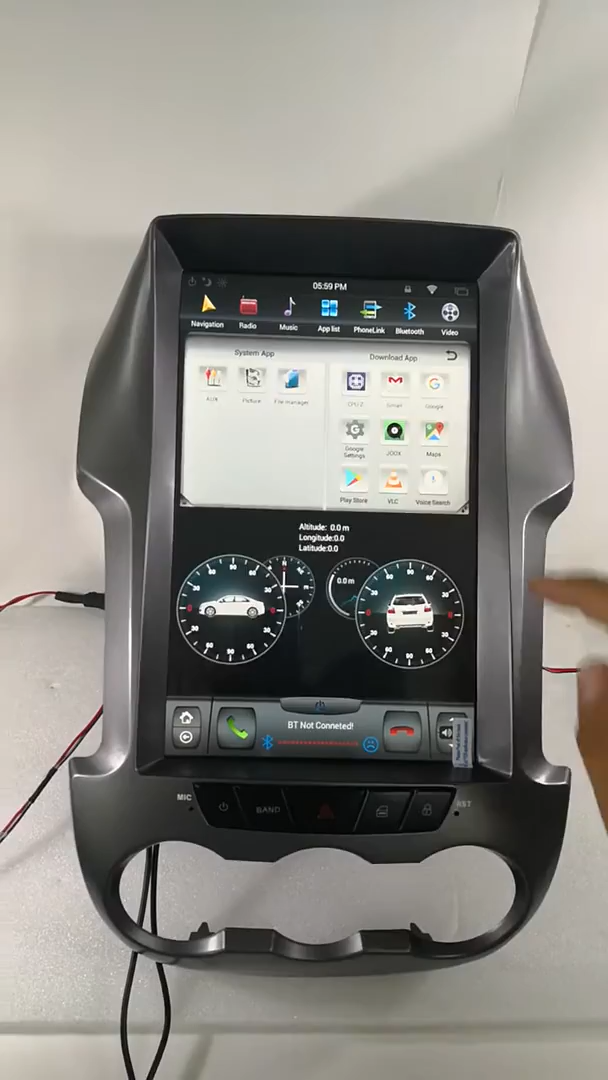 05:59 PM
Navigation Radio Music App list PhoneLink Bluetooth Video
System App
Download App
AUX Picture File manager
CPU Z Gmail Google
Google Settings JOOX Maps
Play Store VLC Voice Search
Altitude: 0.0 m
Longitude:0.0
Latitude:0.0
0.0 m
BT Not Conneted!
MIC
BAND
RST